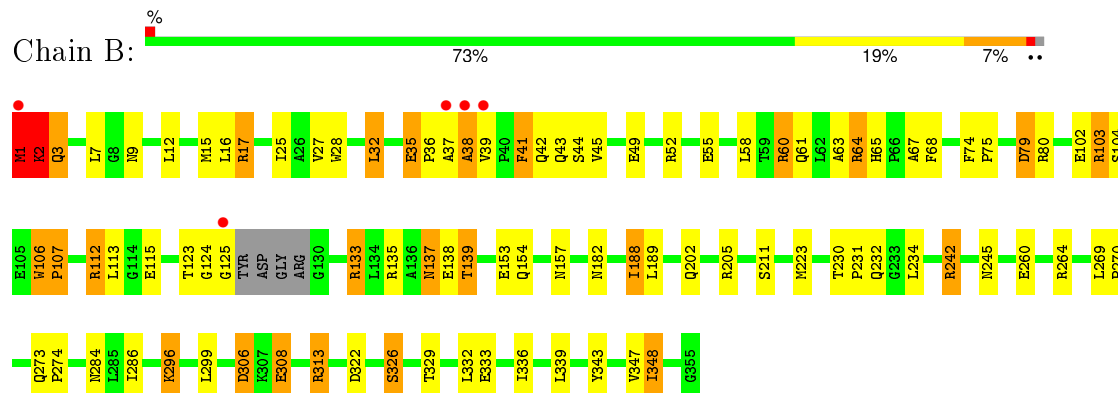 %
Chain B:
73% 19% 7% ••
M1 K2 Q3 L7 G8 N9 L12 M15 L16 R17 I25 A26 V27 W28 L32 E35 P36 A37 A38 V39 P40 F41 Q42 Q43 S44 V45 E49 R52 E55 L58 T59 R60 Q61 L62 A63 R64 H65 P66 A67 F68 F74 P75 D79 R80 E102 R103 S104
E105 W106 P107 R112 L113 G114 E115 T123 G124 G125 TYR ASP GLY ARG G130 R133 L134 R135 A136 N137 E138 T139 E153 Q154 N157 N182 I188 L189 Q202 R205 S211 M223 T230 P231 Q232 G233 L234 R242 N245 E260 R264 L269 P270
Q273 P274 N284 L285 I286 K296 L299 D306 K307 E308 R313 D322 S326 T329 L332 E333 I336 L339 Y343 V347 I348 G355